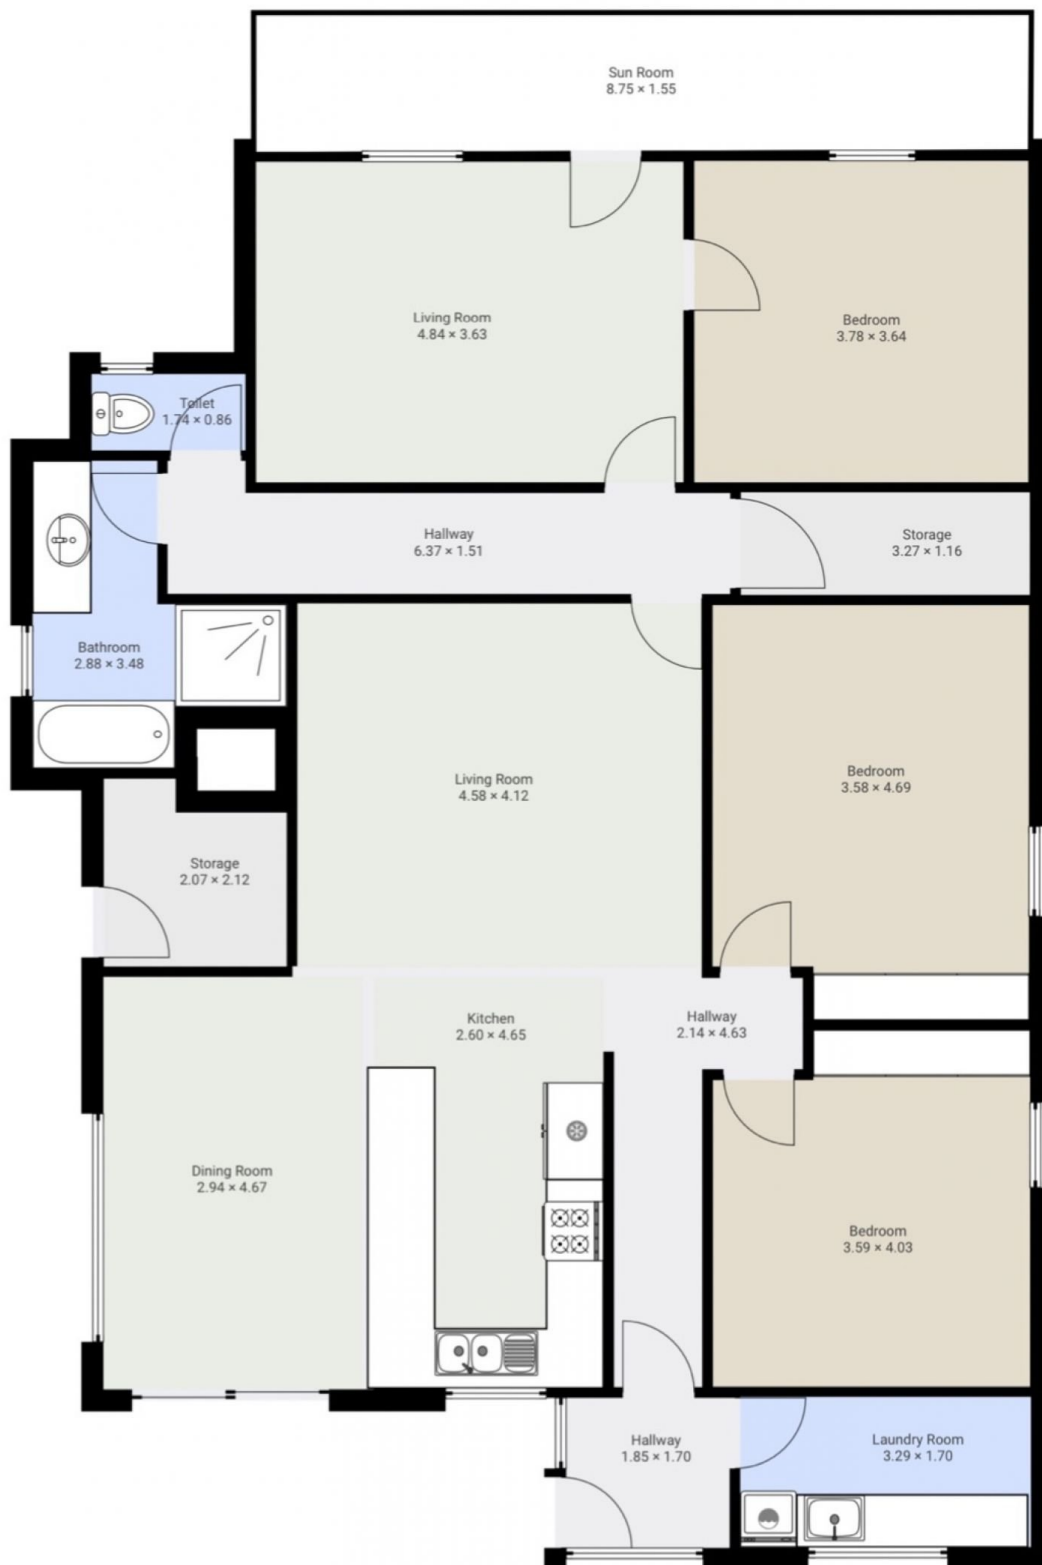 Sun Room
8.75 × 1.55
Living Room
4.84 × 3.63
Bedroom
3.78 × 3.64
Toilet
1.74 × 0.86
Hallway
6.37 × 1.51
Storage
3.27 × 1.16
Bathroom
2.88 × 3.48
Living Room
4.58 × 4.12
Bedroom
3.58 × 4.69
Storage
2.07 × 2.12
Kitchen
2.60 × 4.65
Hallway
2.14 × 4.63
Dining Room
2.94 × 4.67
Bedroom
3.59 × 4.03
Hallway
1.85 × 1.70
Laundry Room
3.29 × 1.70